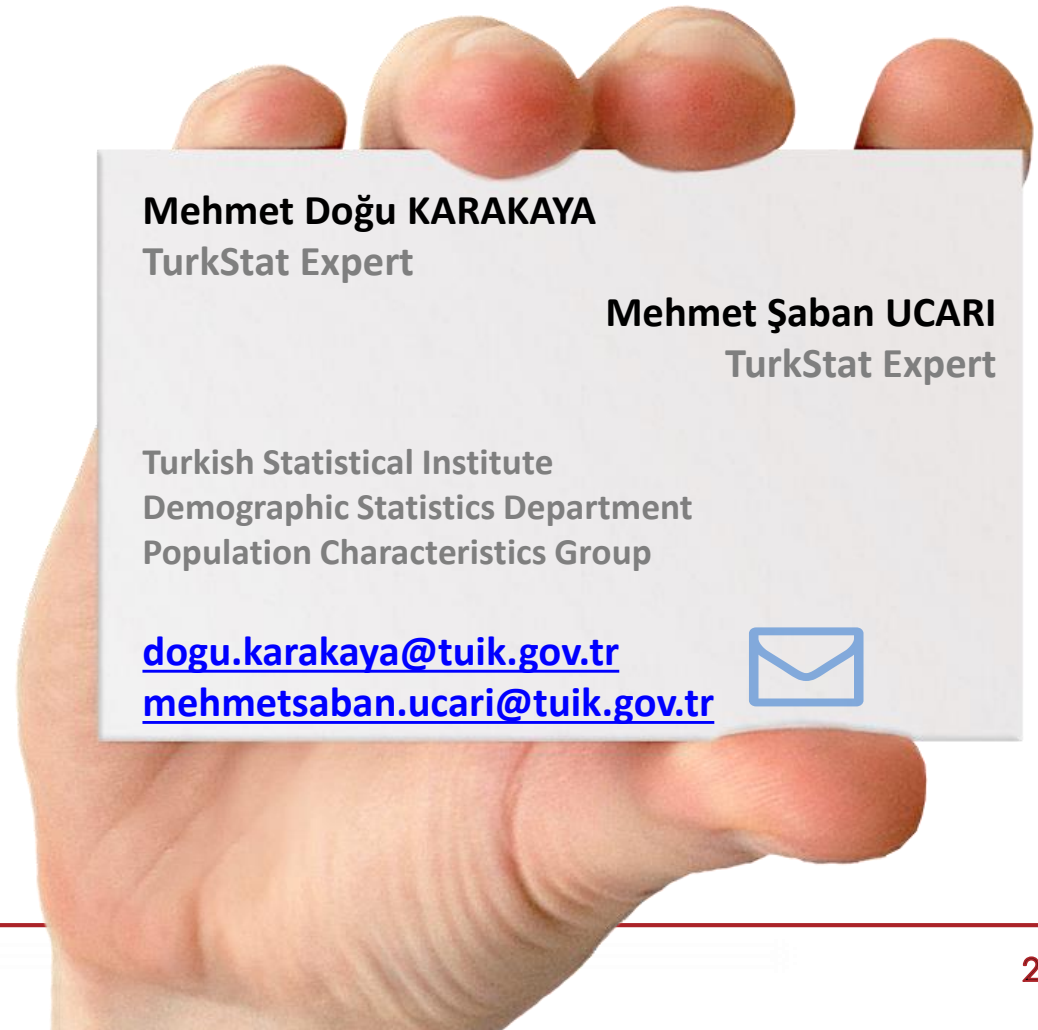 Mehmet Doğu KARAKAYA
TurkStat Expert
Mehmet Şaban UCARI
TurkStat Expert
Turkish Statistical Institute
Demographic Statistics Department
Population Characteristics Group
dogu.karakaya@tuik.gov.tr
mehmetsaban.ucari@tuik.gov.tr
2